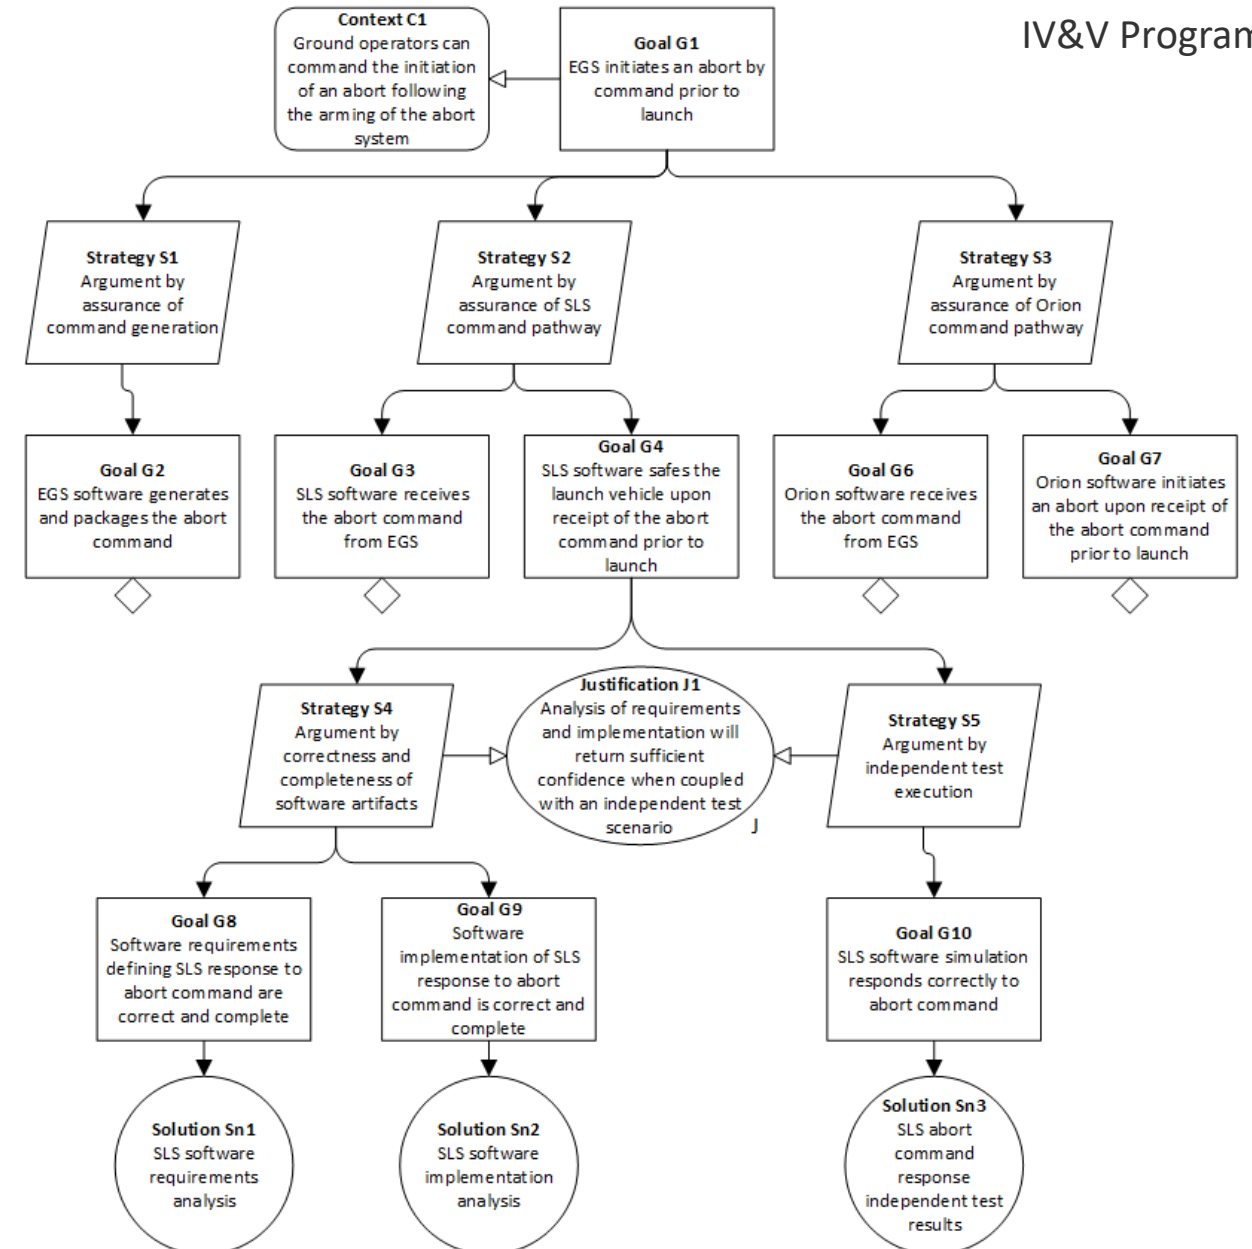 IV&V Program
Context C1
Ground operators can
command the initiation
of an abort following
the arming of the abort
system
Goal G1
EGS initiates an abort by
command prior to
launch
Strategy S1
Argument by
assurance of
command generation
Strategy S2
Argument by
assurance of SLS
command pathway
Strategy S3
Argument by
assurance of Orion
command pathway
Goal G2
EGS software generates
and packages the abort
command
Goal G3
SLS software receives
the abort command
from EGS
Goal G4
SLS software safes the
launch vehicle upon
receipt of the abort
command prior to
launch
Goal G6
Orion software receives
the abort command
from EGS
Goal G7
Orion software initiates
an abort upon receipt of
the abort command
prior to launch
Strategy S4
Argument by
correctness and
completeness of
software artifacts
Justification J1
Analysis of requirements
and implementation will
return sufficient
confidence when coupled
with an independent test
scenario
J
Strategy S5
Argument by
independent test
execution
Goal G8
Software requirements
defining SLS response to
abort command are
correct and complete
Goal G9
Software
implementation of SLS
response to abort
command is correct and
complete
Goal G10
SLS software simulation
responds correctly to
abort command
Solution Sn1
SLS software
requirements
analysis
Solution Sn2
SLS software
implementation
analysis
Solution Sn3
SLS abort
command
response
independent test
results